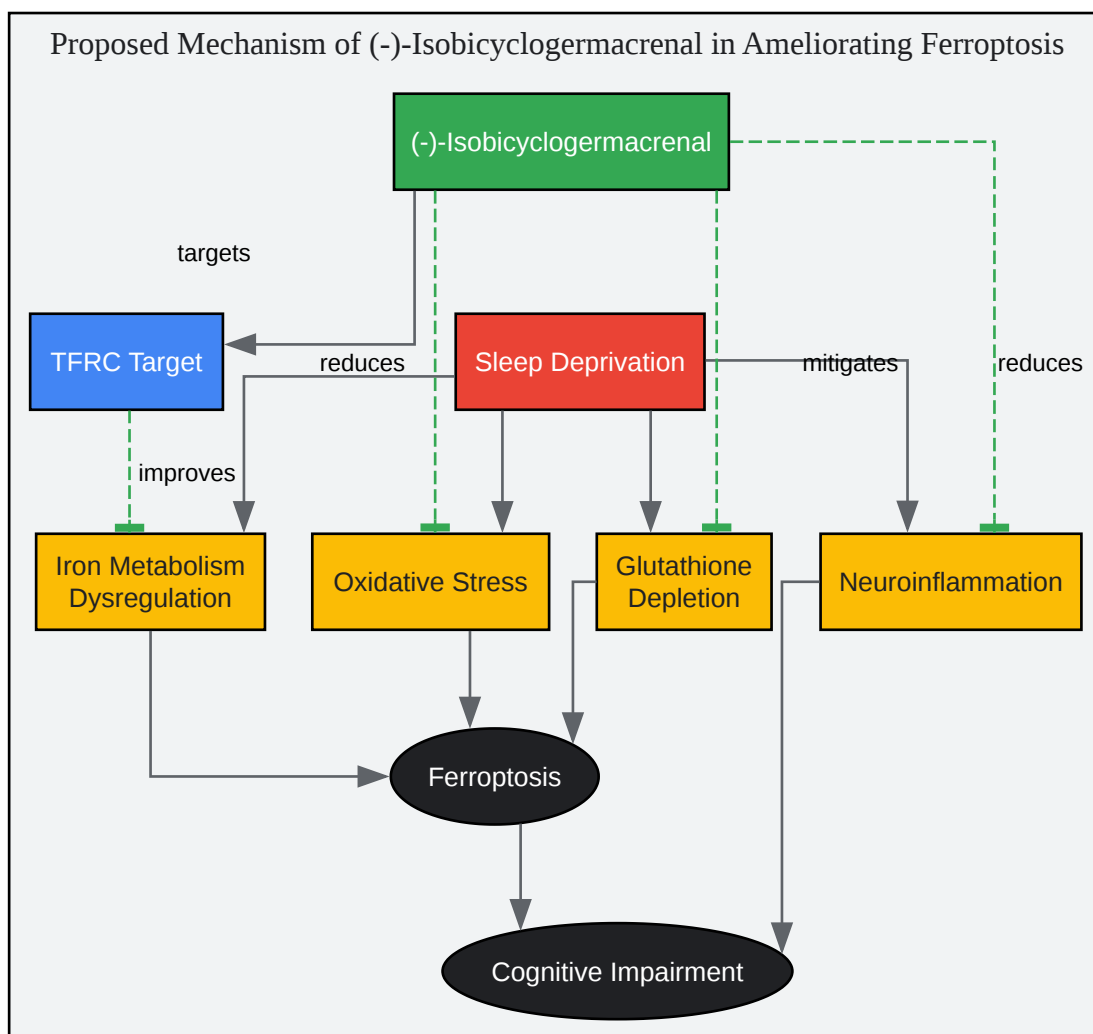 Proposed Mechanism of (-)-Isobicyclogermacrenal in Ameliorating Ferroptosis
(-)-Isobicyclogermacrenal
targets
TFRC Target
reduces
Sleep Deprivation
mitigates
reduces
improves
Iron Metabolism
Dysregulation
Oxidative Stress
Glutathione
Depletion
Neuroinflammation
Ferroptosis
Cognitive Impairment